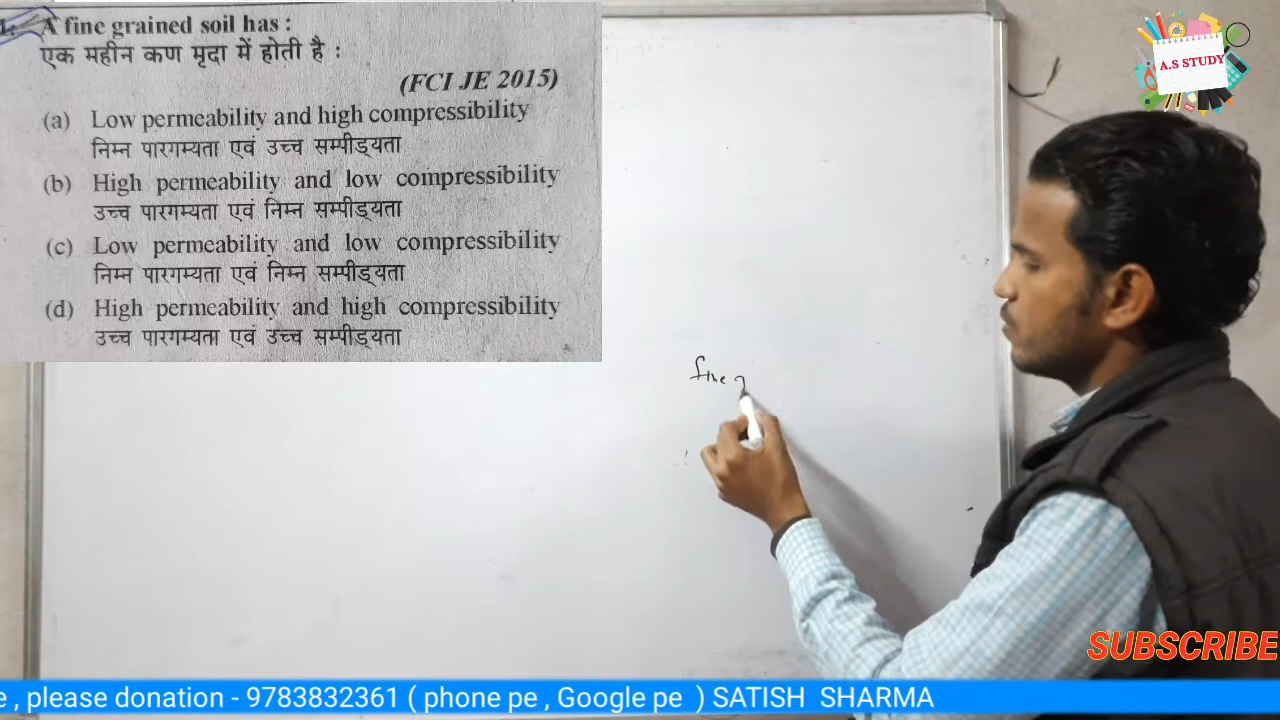 1. A fine grained soil has :
एक महीन कण मृदा में होती है :
(FCI JE 2015)
(a) Low permeability and high compressibility
निम्न पारगम्यता एवं उच्च सम्पीड्यता
(b) High permeability and low compressibility
उच्च पारगम्यता एवं निम्न सम्पीड्यता
(c) Low permeability and low compressibility
निम्न पारगम्यता एवं निम्न सम्पीड्यता
(d) High permeability and high compressibility
उच्च पारगम्यता एवं उच्च सम्पीड्यता
A.S STUDY
fine
SUBSCRIBE
e , please donation - 9783832361 ( phone pe , Google pe ) SATISH SHARMA